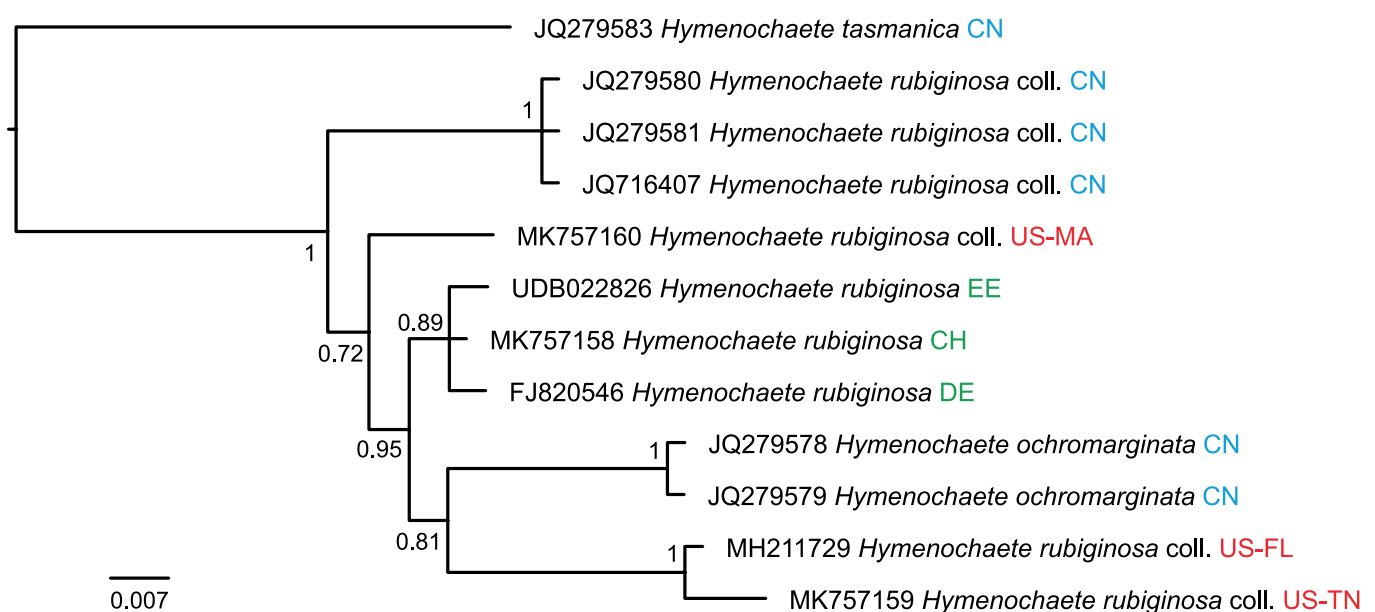 JQ279583 Hymenochaete tasmanica CN
JQ279580 Hymenochaete rubiginosa coll. CN
1
JQ279581 Hymenochaete rubiginosa coll. CN
JQ716407 Hymenochaete rubiginosa coll. CN
MK757160 Hymenochaete rubiginosa coll. US-MA
1
UDB022826 Hymenochaete rubiginosa EE
0.89
MK757158 Hymenochaete rubiginosa CH
0.72
FJ820546 Hymenochaete rubiginosa DE
JQ279578 Hymenochaete ochromarginata CN
1
0.95
JQ279579 Hymenochaete ochromarginata CN
0.81
MH211729 Hymenochaete rubiginosa coll. US-FL
1
MK757159 Hymenochaete rubiginosa coll. US-TN
0.007